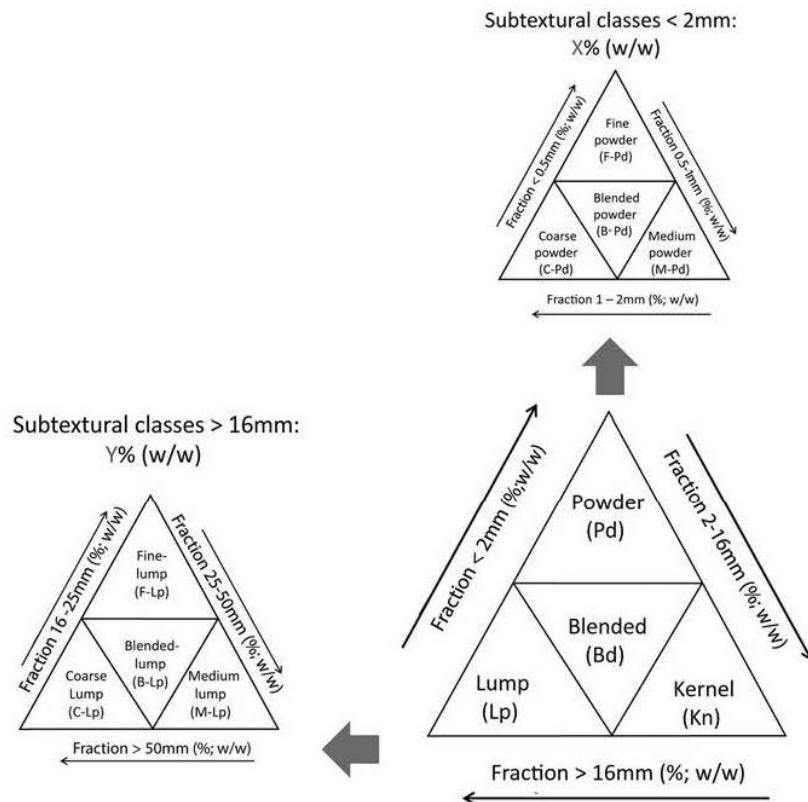 Subtextural classes < 2mm:
X% (w/w)
Fraction < 0.5mm (%; w/w)
Fraction 0.5-1mm (%; w/w)
Fine
powder
(F-Pd)
Blended
powder
(B-Pd)
Coarse
powder
(C-Pd)
Medium
powder
(M-Pd)
Fraction 1 – 2mm (%; w/w)
Subtextural classes > 16mm:
Y% (w/w)
Fraction 16 -25mm (%; w/w)
Fraction 25-50mm (%; w/w)
Fine-
lump
(F-Lp)
Blended-
lump
(B-Lp)
Coarse
Lump
(C-Lp)
Medium
lump
(M-Lp)
Fraction > 50mm (%; w/w)
Fraction < 2mm (%;w/w)
Fraction 2-16mm (%; w/w)
Powder
(Pd)
Blended
(Bd)
Lump
(Lp)
Kernel
(Kn)
Fraction > 16mm (%; w/w)